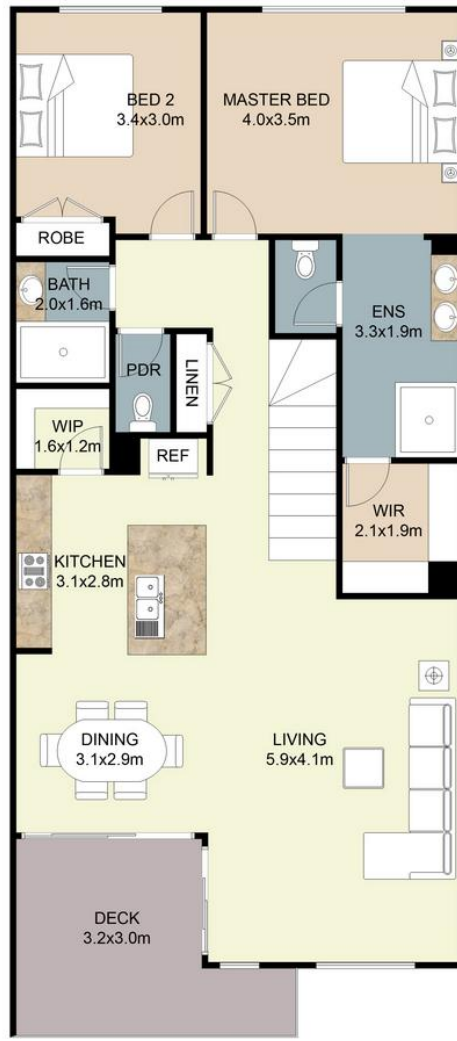 BED 2
3.4x3.0m
MASTER BED
4.0x3.5m
ROBE
BATH
2.0x1.6m
ENS
3.3x1.9m
PDR
LINEN
WIP
1.6x1.2m
REF
WIR
2.1x1.9m
KITCHEN
3.1x2.8m
DINING
3.1x2.9m
LIVING
5.9x4.1m
DECK
3.2x3.0m